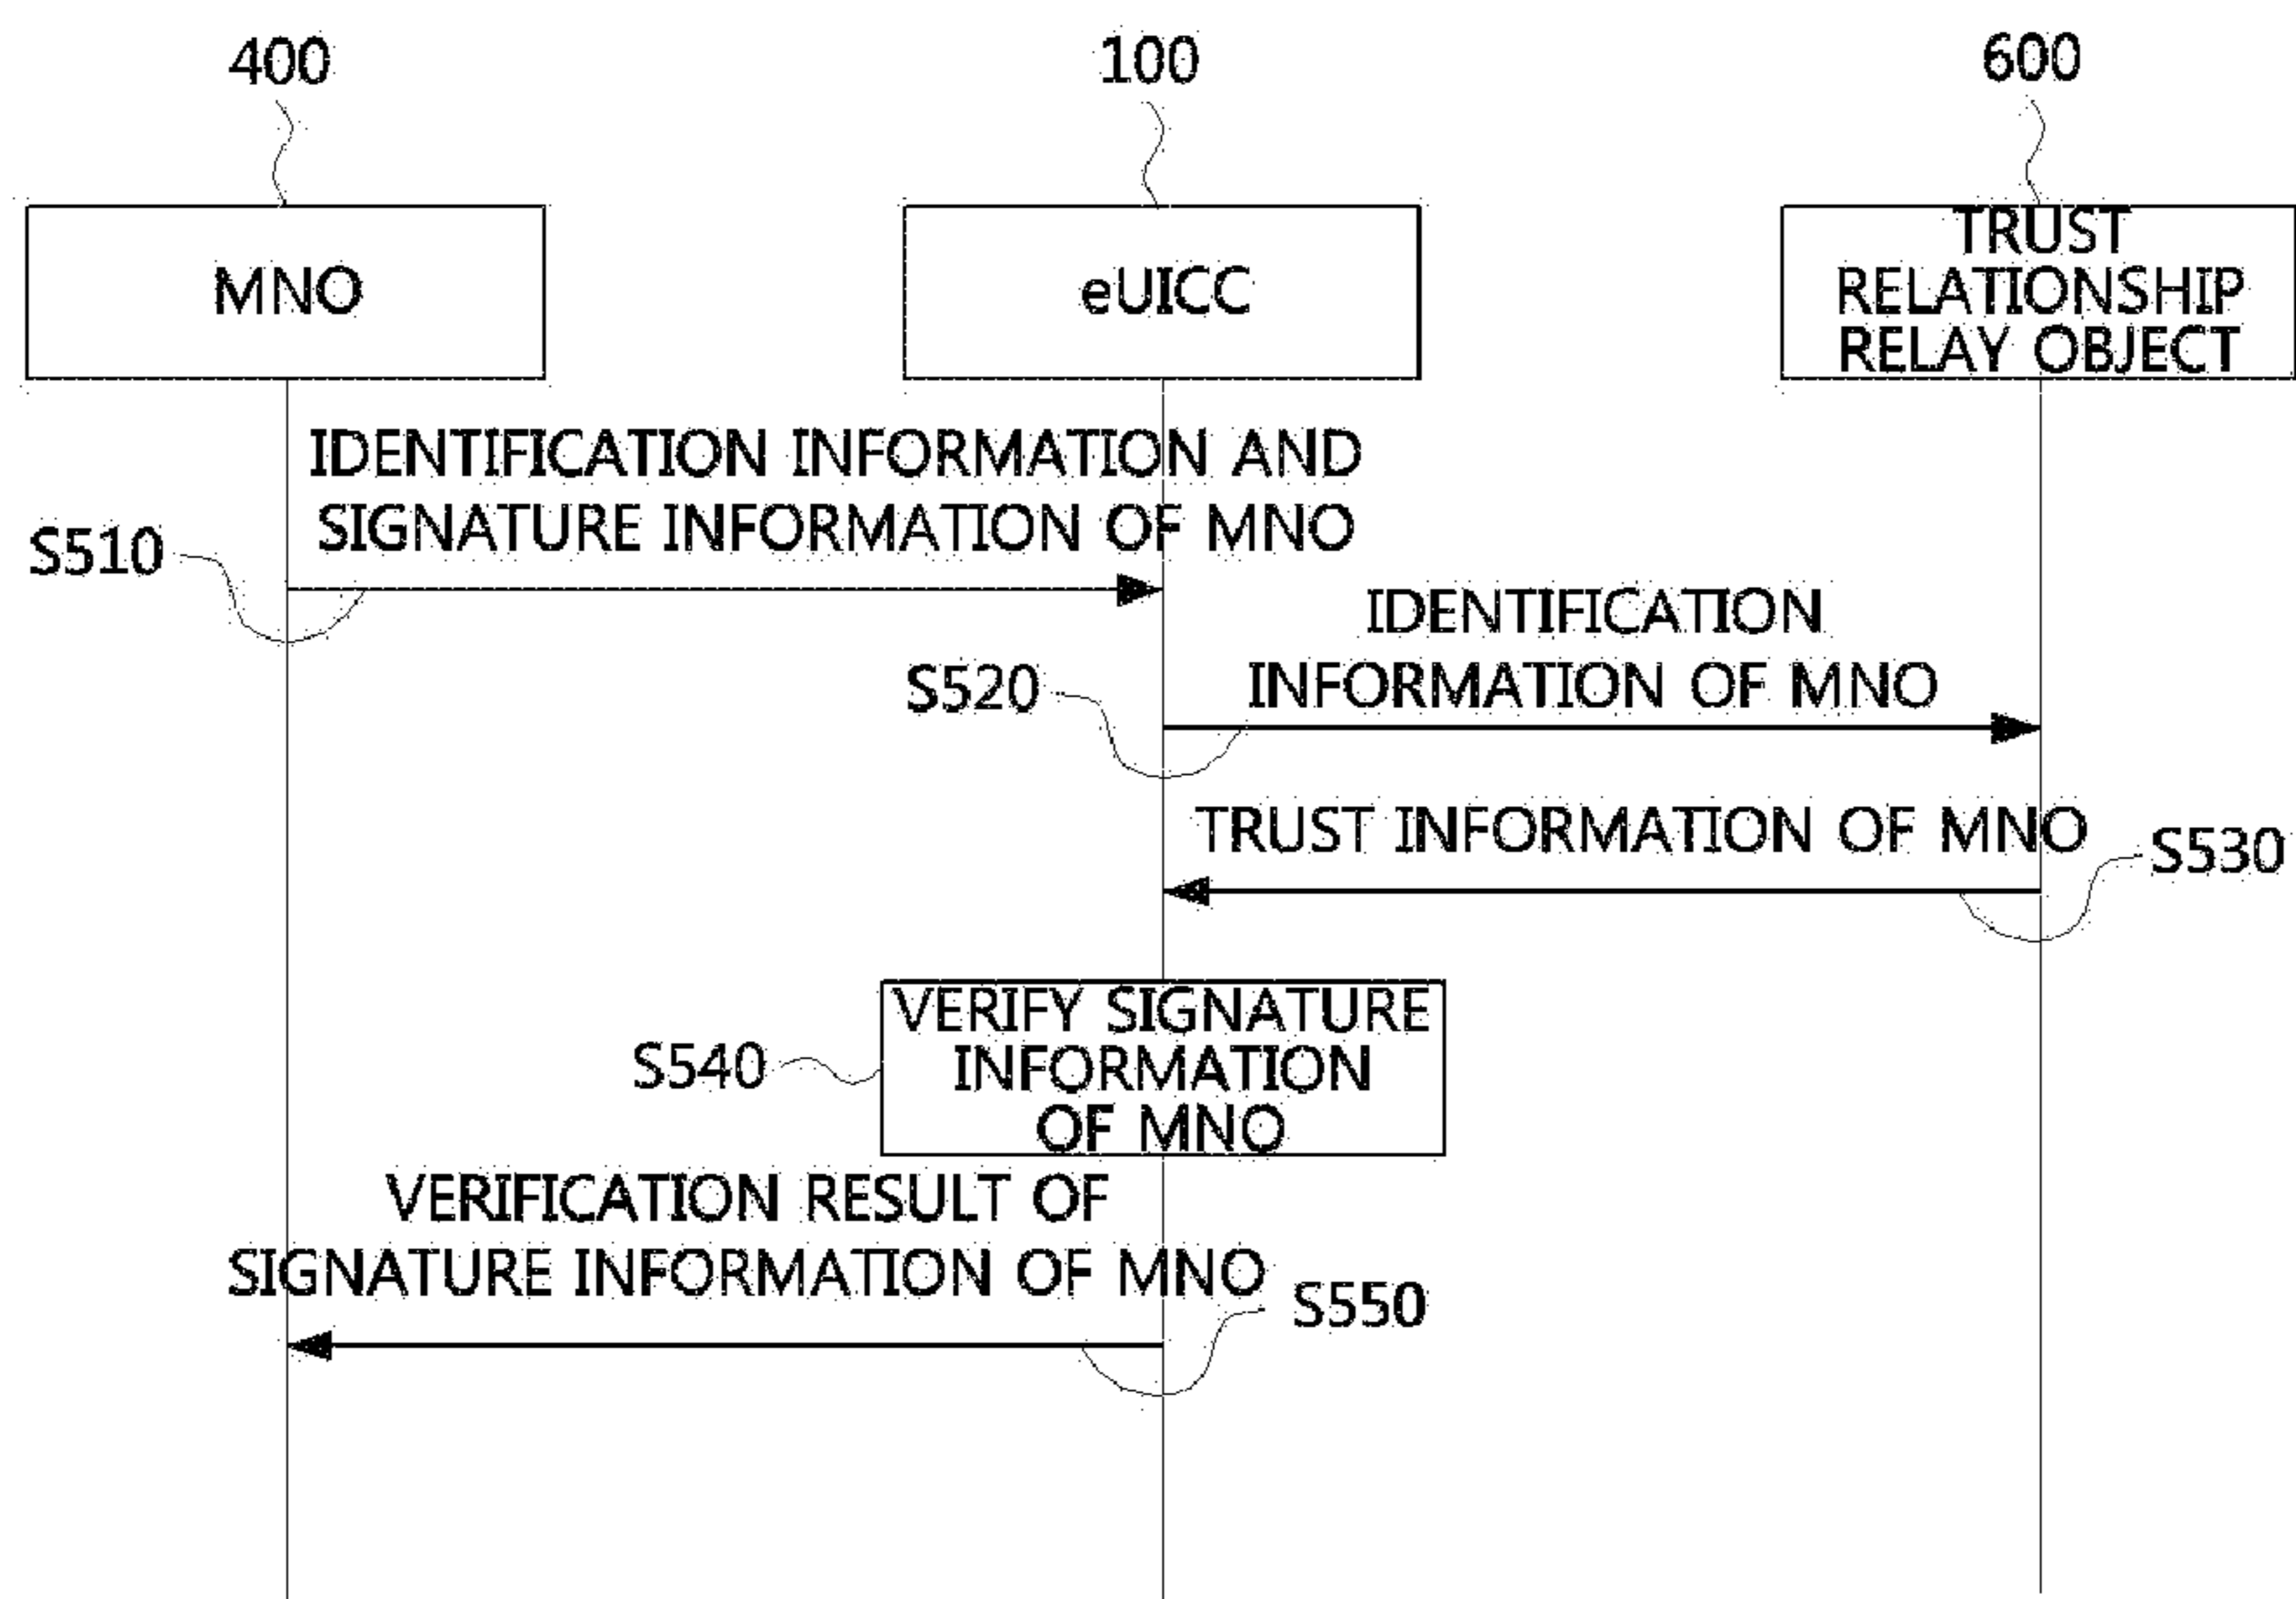 400
100
600
MNO
eUICC
TRUST
RELATIONSHIP
RELAY OBJECT
IDENTIFICATION INFORMATION AND
SIGNATURE INFORMATION OF MNO
S510
IDENTIFICATION
INFORMATION OF MNO
S520
TRUST INFORMATION OF MNO
S530
VERIFY SIGNATURE
INFORMATION
OF MNO
S540
VERIFICATION RESULT OF
SIGNATURE INFORMATION OF MNO
S550